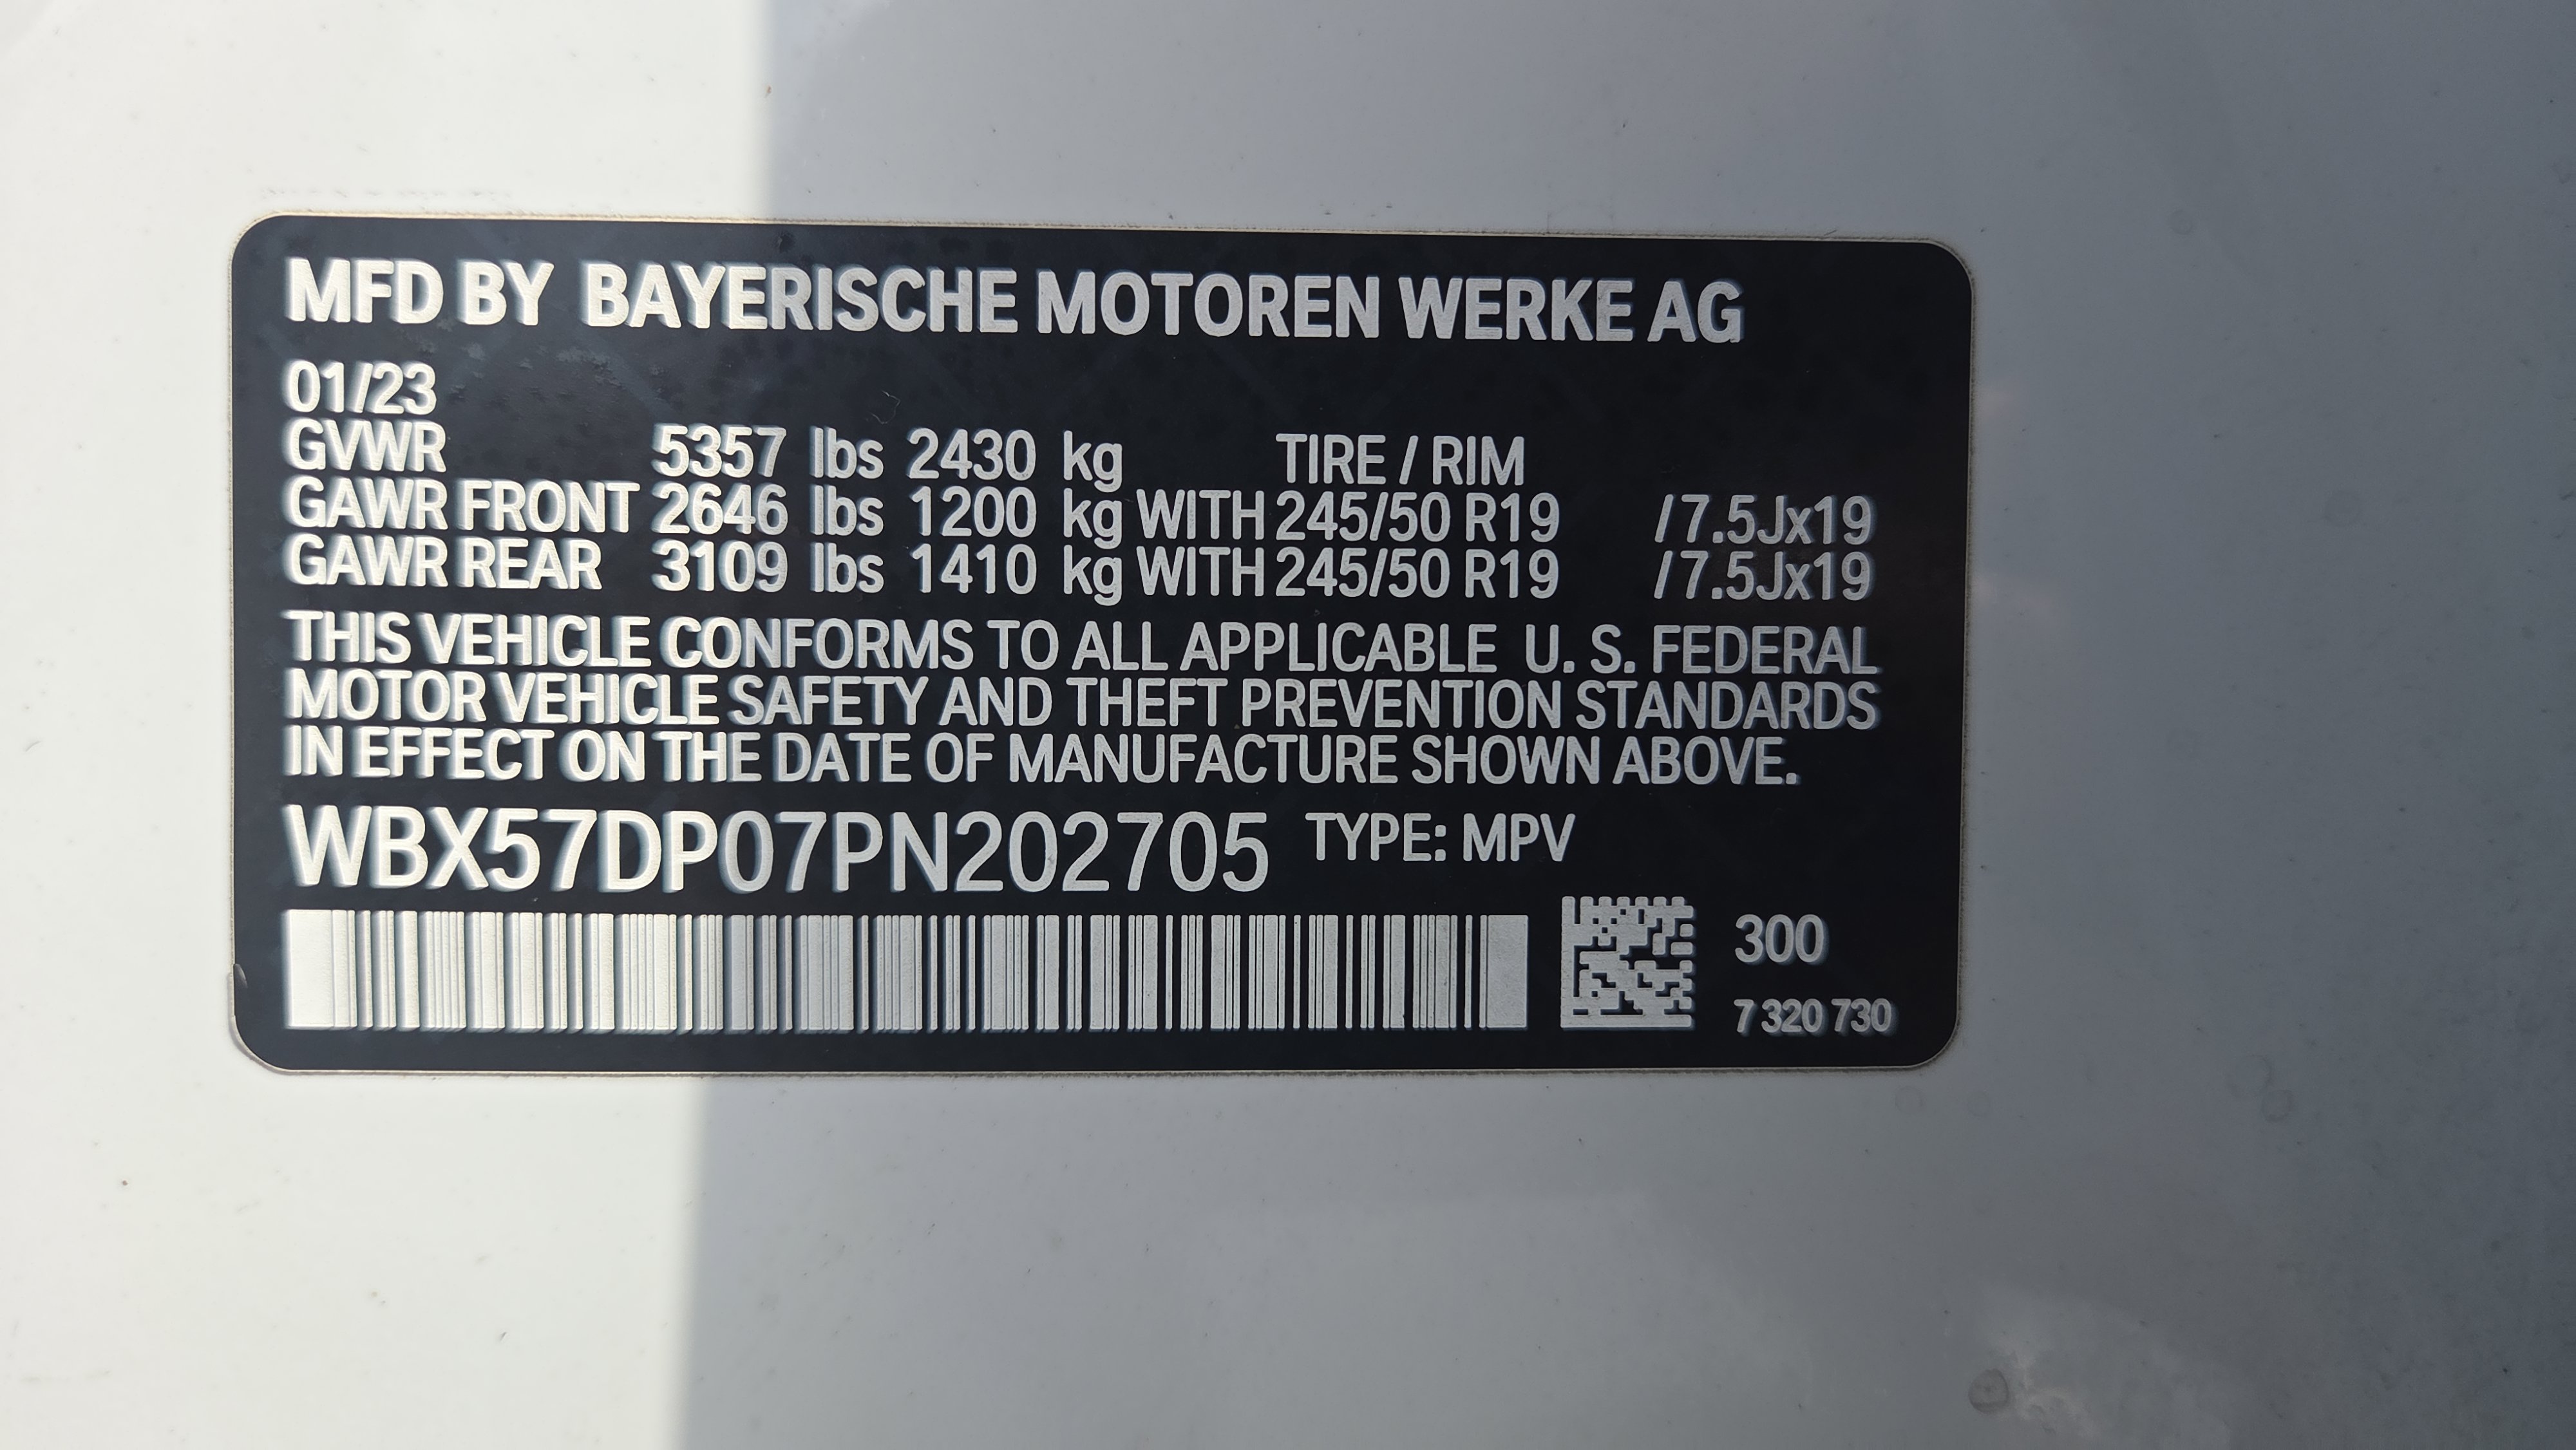 MFD BY BAYERISCHE MOTOREN WERKE AG
01/23
GVWR 5357 lbs 2430 kg TIRE / RIM
GAWR FRONT 2646 lbs 1200 kg WITH 245/50 R19 / 7.5Jx19
GAWR REAR 3109 lbs 1410 kg WITH 245/50 R19 / 7.5Jx19
THIS VEHICLE CONFORMS TO ALL APPLICABLE U. S. FEDERAL
MOTOR VEHICLE SAFETY AND THEFT PREVENTION STANDARDS
IN EFFECT ON THE DATE OF MANUFACTURE SHOWN ABOVE.
WBX57DP07PN202705 TYPE: MPV
300
7 320 730